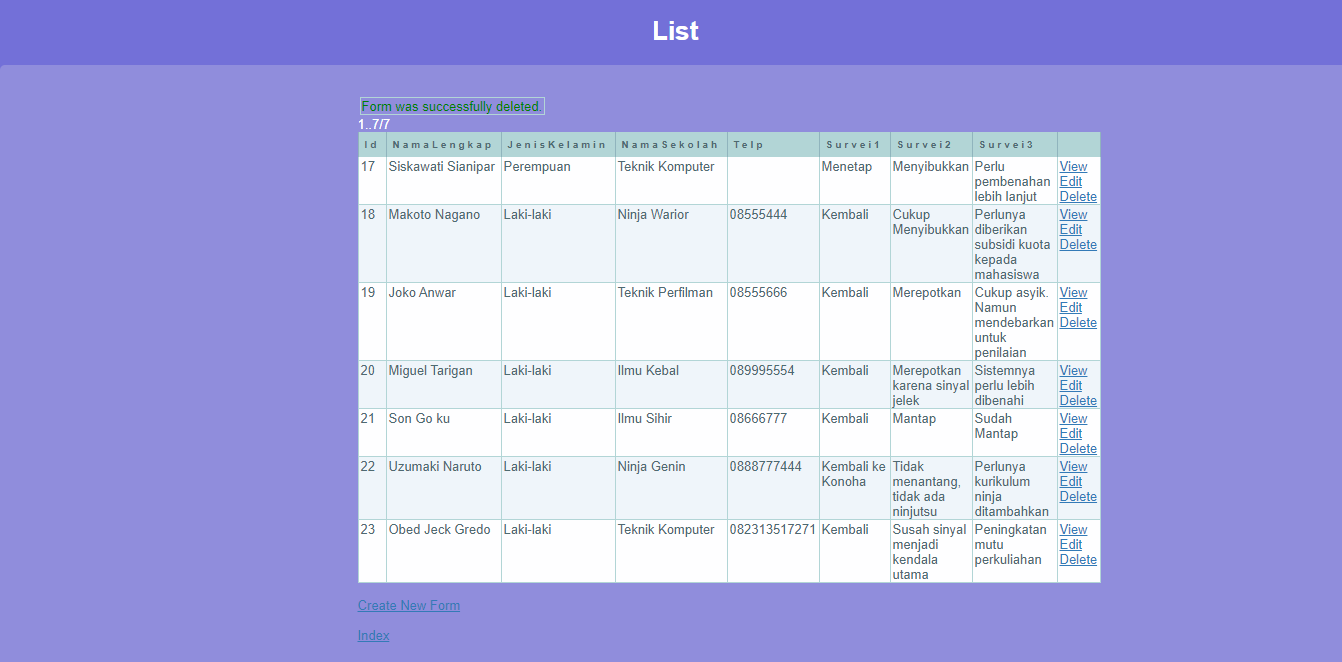 List
Form was successfully deleted.
1..7/7
Id NamaLengkap JenisKelamin NamaSekolah Telp Survei1 Survei2 Survei3
17 Siskawati Sianipar Perempuan Teknik Komputer Menetap Menyibukkan Perlu View
pembenahan Edit
lebih lanjut Delete
18 Makoto Nagano Laki-laki Ninja Warior 08555444 Kembali Cukup Perlunya View
Menyibukkan diberikan Edit
subsidi kuota Delete
kepada
mahasiswa
19 Joko Anwar Laki-laki Teknik Perfilman 08555666 Kembali Merepotkan Cukup asyik. View
Namun Edit
mendebarkan Delete
untuk
penilaian
20 Miguel Tarigan Laki-laki Ilmu Kebal 089995554 Kembali Merepotkan Sistemnya View
karena sinyal perlu lebih Edit
jelek dibenahi Delete
21 Son Go ku Laki-laki Ilmu Sihir 08666777 Kembali Mantap Sudah View
Mantap Edit
Delete
22 Uzumaki Naruto Laki-laki Ninja Genin 0888777444 Kembali ke Tidak Perlunya View
Konoha menantang, kurikulum Edit
tidak ada ninja Delete
ninjutsu ditambahkan
23 Obed Jeck Gredo Laki-laki Teknik Komputer 082313517271 Kembali Susah sinyal Peningkatan View
menjadi mutu Edit
kendala perkuliahan Delete
utama
Create New Form
Index